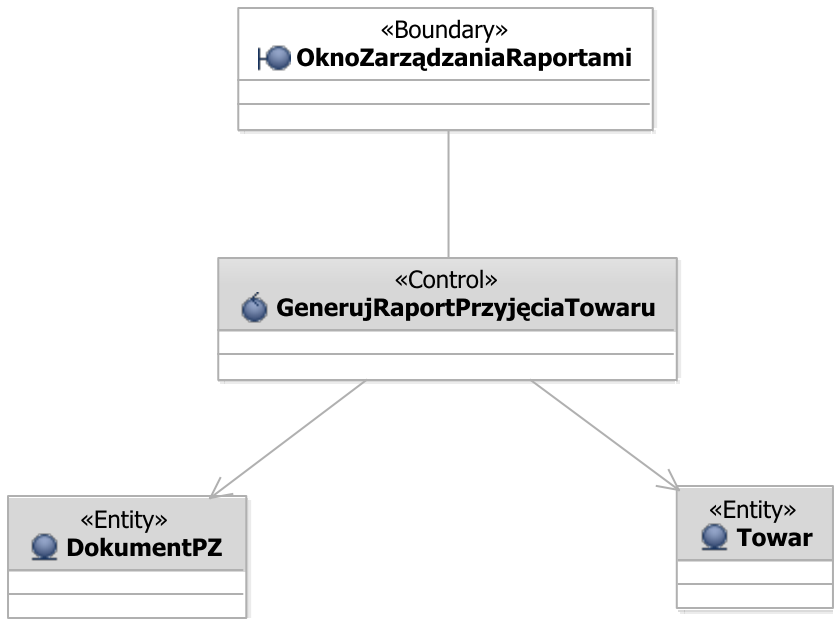 «Boundary»
OknoZarządzaniaRaportami
«Control»
GenerujRaportPrzyjęciaTowaru
«Entity»
DokumentPZ
«Entity»
Towar